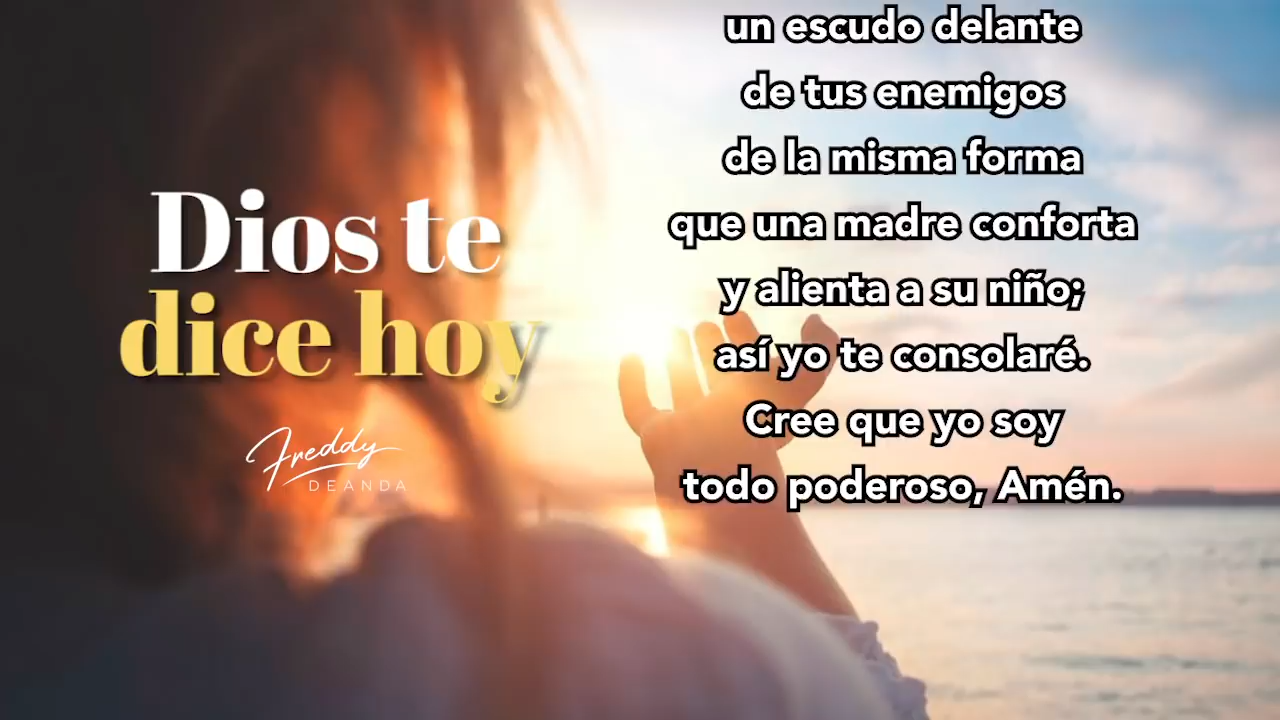 Dios te
dice hoy
Freddy
DEANDA
un escudo delante
de tus enemigos
de la misma forma
que una madre conforta
y alienta a su niño;
así yo te consolaré.
Cree que yo soy
todo poderoso, Amén.